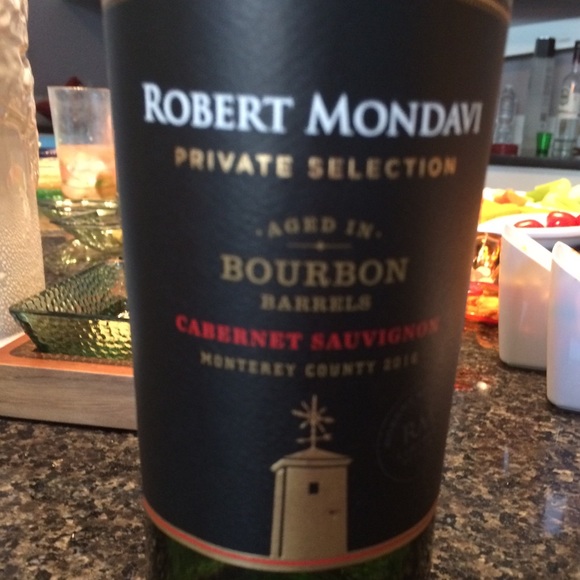 ROBERT MONDAVI
PRIVATE SELECTION
·AGED IN·
BOURBON
BARRELS
CABERNET SAUVIGNON
MONTEREY COUNTY